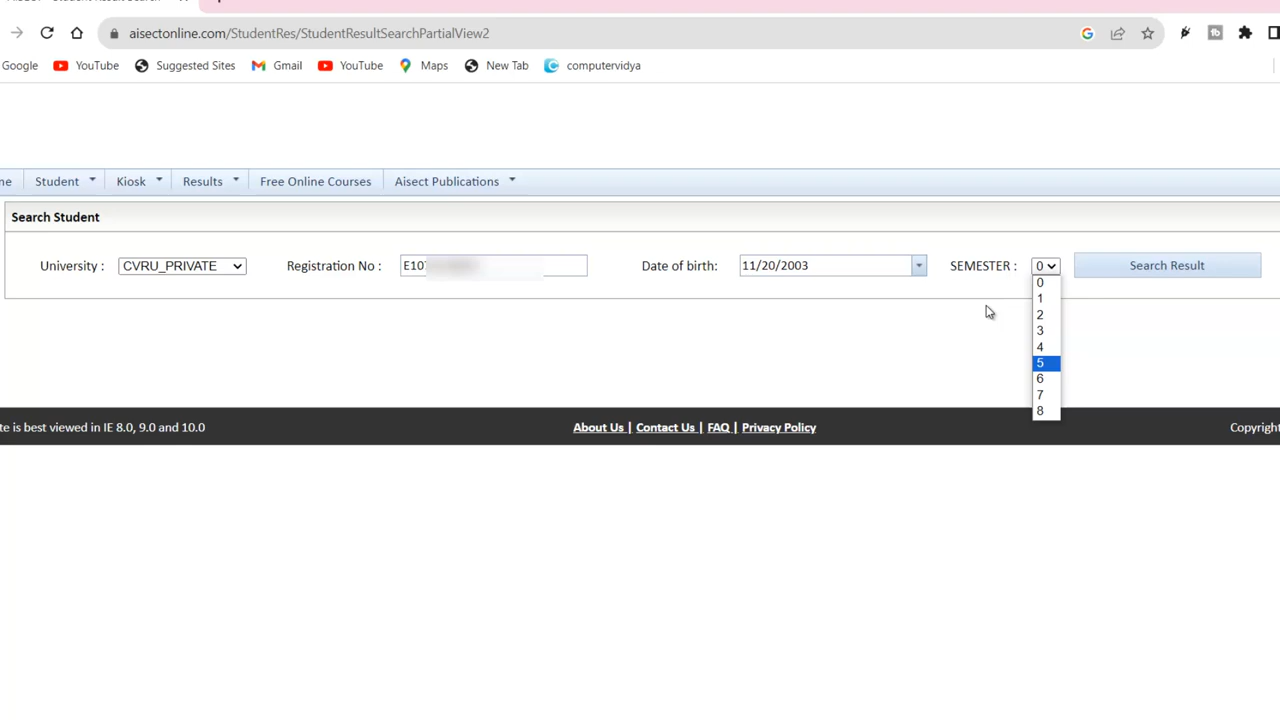 aisectonline.com/StudentRes/StudentResultSearchPartialView2
Google YouTube Suggested Sites Gmail YouTube Maps New Tab computervidya
Student Kiosk Results Free Online Courses Aisect Publications
Search Student
University : CVRU_PRIVATE Registration No : E107 Date of birth: 11/20/2003 SEMESTER : 0 Search Result
0
1
2
3
4
5
6
7
8
is best viewed in IE 8.0, 9.0 and 10.0 About Us | Contact Us | FAQ | Privacy Policy Copyright